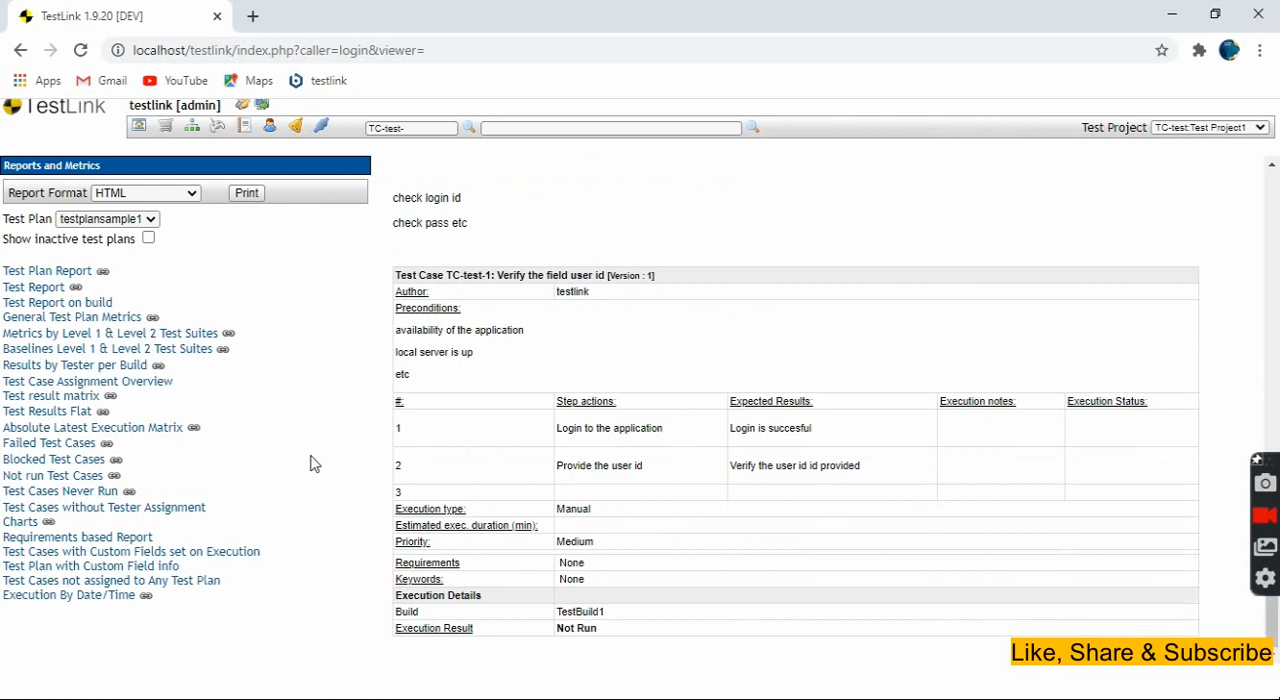 TestLink 1.9.20 [DEV]
localhost/testlink/index.php?caller=login&viewer=
Apps Gmail YouTube Maps testlink
TestLink testlink [admin]
TC-test- Test Project TC-test:Test Project1
Reports and Metrics
Report Format HTML Print
Test Plan testplansample1
Show inactive test plans
Test Plan Report
Test Report
Test Report on build
General Test Plan Metrics
Metrics by Level 1 & Level 2 Test Suites
Baselines Level 1 & Level 2 Test Suites
Results by Tester per Build
Test Case Assignment Overview
Test result matrix
Test Results Flat
Absolute Latest Execution Matrix
Failed Test Cases
Blocked Test Cases
Not run Test Cases
Test Cases Never Run
Test Cases without Tester Assignment
Charts
Requirements based Report
Test Cases with Custom Fields set on Execution
Test Plan with Custom Field info
Test Cases not assigned to Any Test Plan
Execution By Date/Time
check login id
check pass etc
Test Case TC-test-1: Verify the field user id [Version : 1]
Author: testlink
Preconditions:
availability of the application
local server is up
etc
#: Step actions: Expected Results: Execution notes: Execution Status:
1 Login to the application Login is succesful
2 Provide the user id Verify the user id id provided
3
Execution type: Manual
Estimated exec. duration (min):
Priority: Medium
Requirements None
Keywords: None
Execution Details
Build TestBuild1
Execution Result Not Run
Like, Share & Subscribe